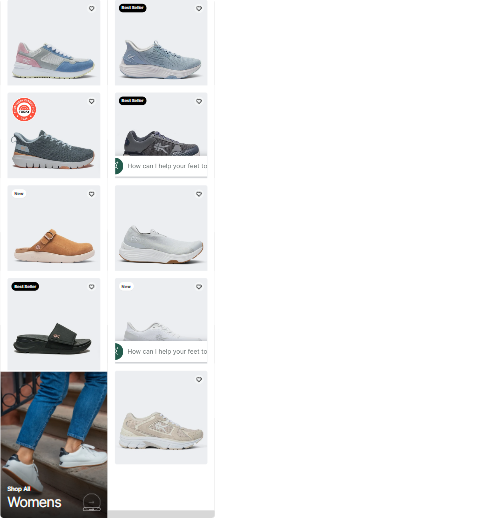 Best Seller
Best Seller
How can I help your feet to
New
Best Seller
New
How can I help your feet to
Shop All
Womens